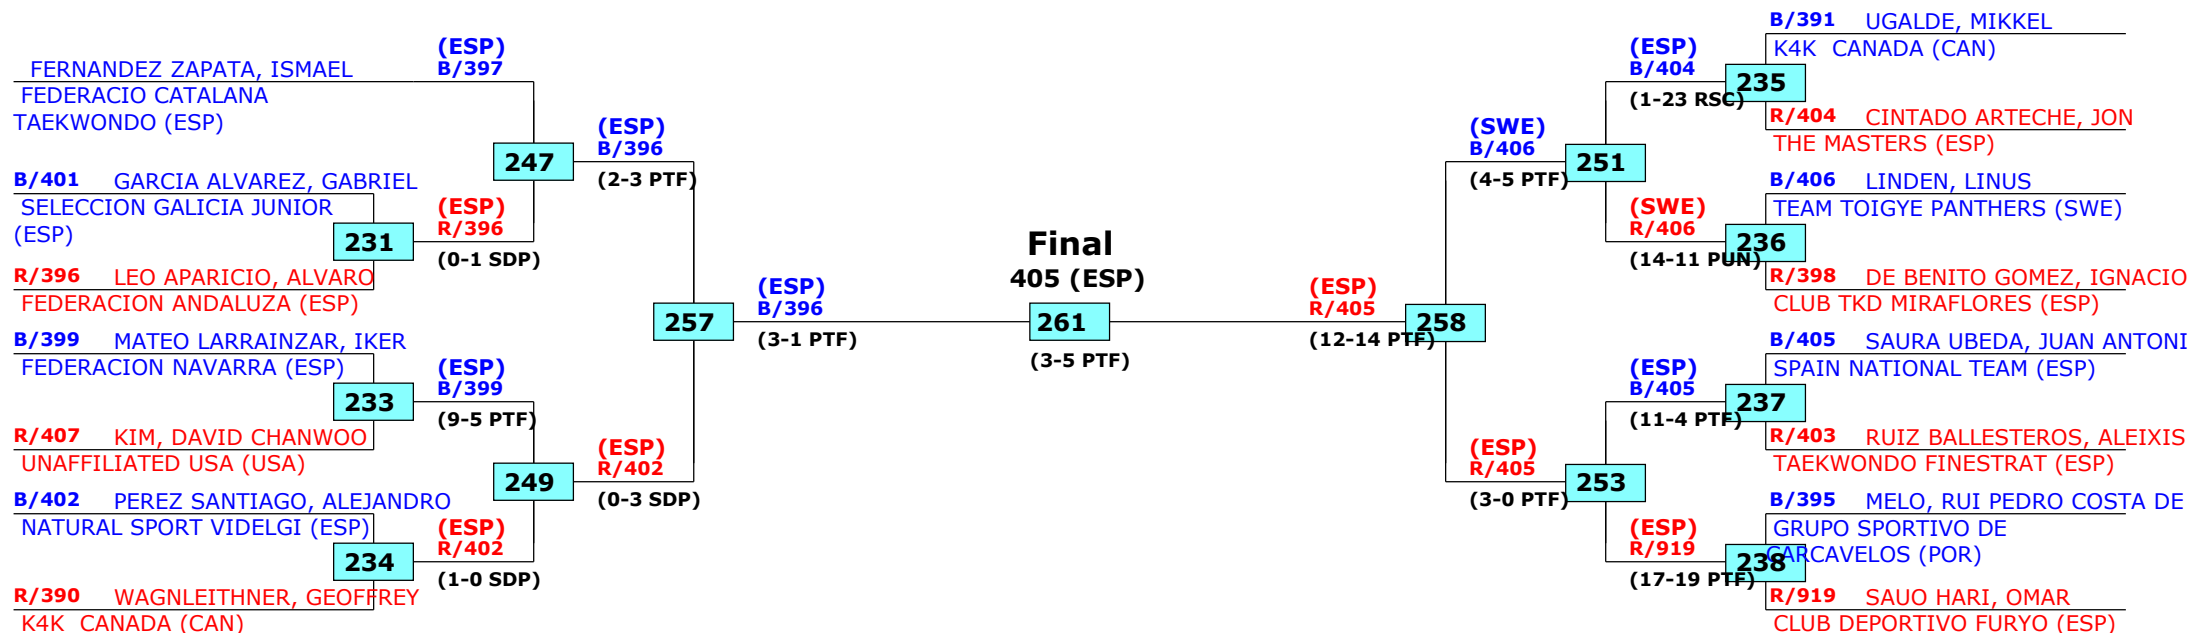 (ESP)
B/397
FERNANDEZ ZAPATA, ISMAEL
FEDERACIO CATALANA
TAEKWONDO (ESP)
247
(ESP)
B/396
(2-3 PTF)
B/401 GARCIA ALVAREZ, GABRIEL
SELECCION GALICIA JUNIOR
(ESP)
231
(ESP)
R/396
(0-1 SDP)
R/396 LEO APARICIO, ALVARO
FEDERACION ANDALUZA (ESP)
257
(ESP)
B/396
(3-1 PTF)
B/399 MATEO LARRAINZAR, IKER
FEDERACION NAVARRA (ESP)
233
(ESP)
B/399
(9-5 PTF)
R/407 KIM, DAVID CHANWOO
UNAFFILIATED USA (USA)
249
(ESP)
R/402
(0-3 SDP)
B/402 PEREZ SANTIAGO, ALEJANDRO
NATURAL SPORT VIDELGI (ESP)
234
(ESP)
R/402
(1-0 SDP)
R/390 WAGNLEITHNER, GEOFFREY
K4K CANADA (CAN)
Final
405 (ESP)
261
(3-5 PTF)
(ESP)
R/405
(12-14 PTF)
258
(SWE)
B/406
(4-5 PTF)
251
(ESP)
B/404
(1-23 RSC)
235
B/391 UGALDE, MIKKEL
K4K CANADA (CAN)
R/404 CINTADO ARTECHE, JON
THE MASTERS (ESP)
(SWE)
R/406
(14-11 PUN)
236
B/406 LINDEN, LINUS
TEAM TOIGYE PANTHERS (SWE)
R/398 DE BENITO GOMEZ, IGNACIO
CLUB TKD MIRAFLORES (ESP)
(ESP)
R/405
(3-0 PTF)
253
(ESP)
B/405
(11-4 PTF)
237
B/405 SAURA UBEDA, JUAN ANTONI
SPAIN NATIONAL TEAM (ESP)
R/403 RUIZ BALLESTEROS, ALEIXIS
TAEKWONDO FINESTRAT (ESP)
(ESP)
R/919
(17-19 PTF)
238
B/395 MELO, RUI PEDRO COSTA DE
GRUPO SPORTIVO DE
CARCAVELOS (POR)
R/919 SAUO HARI, OMAR
CLUB DEPORTIVO FURYO (ESP)